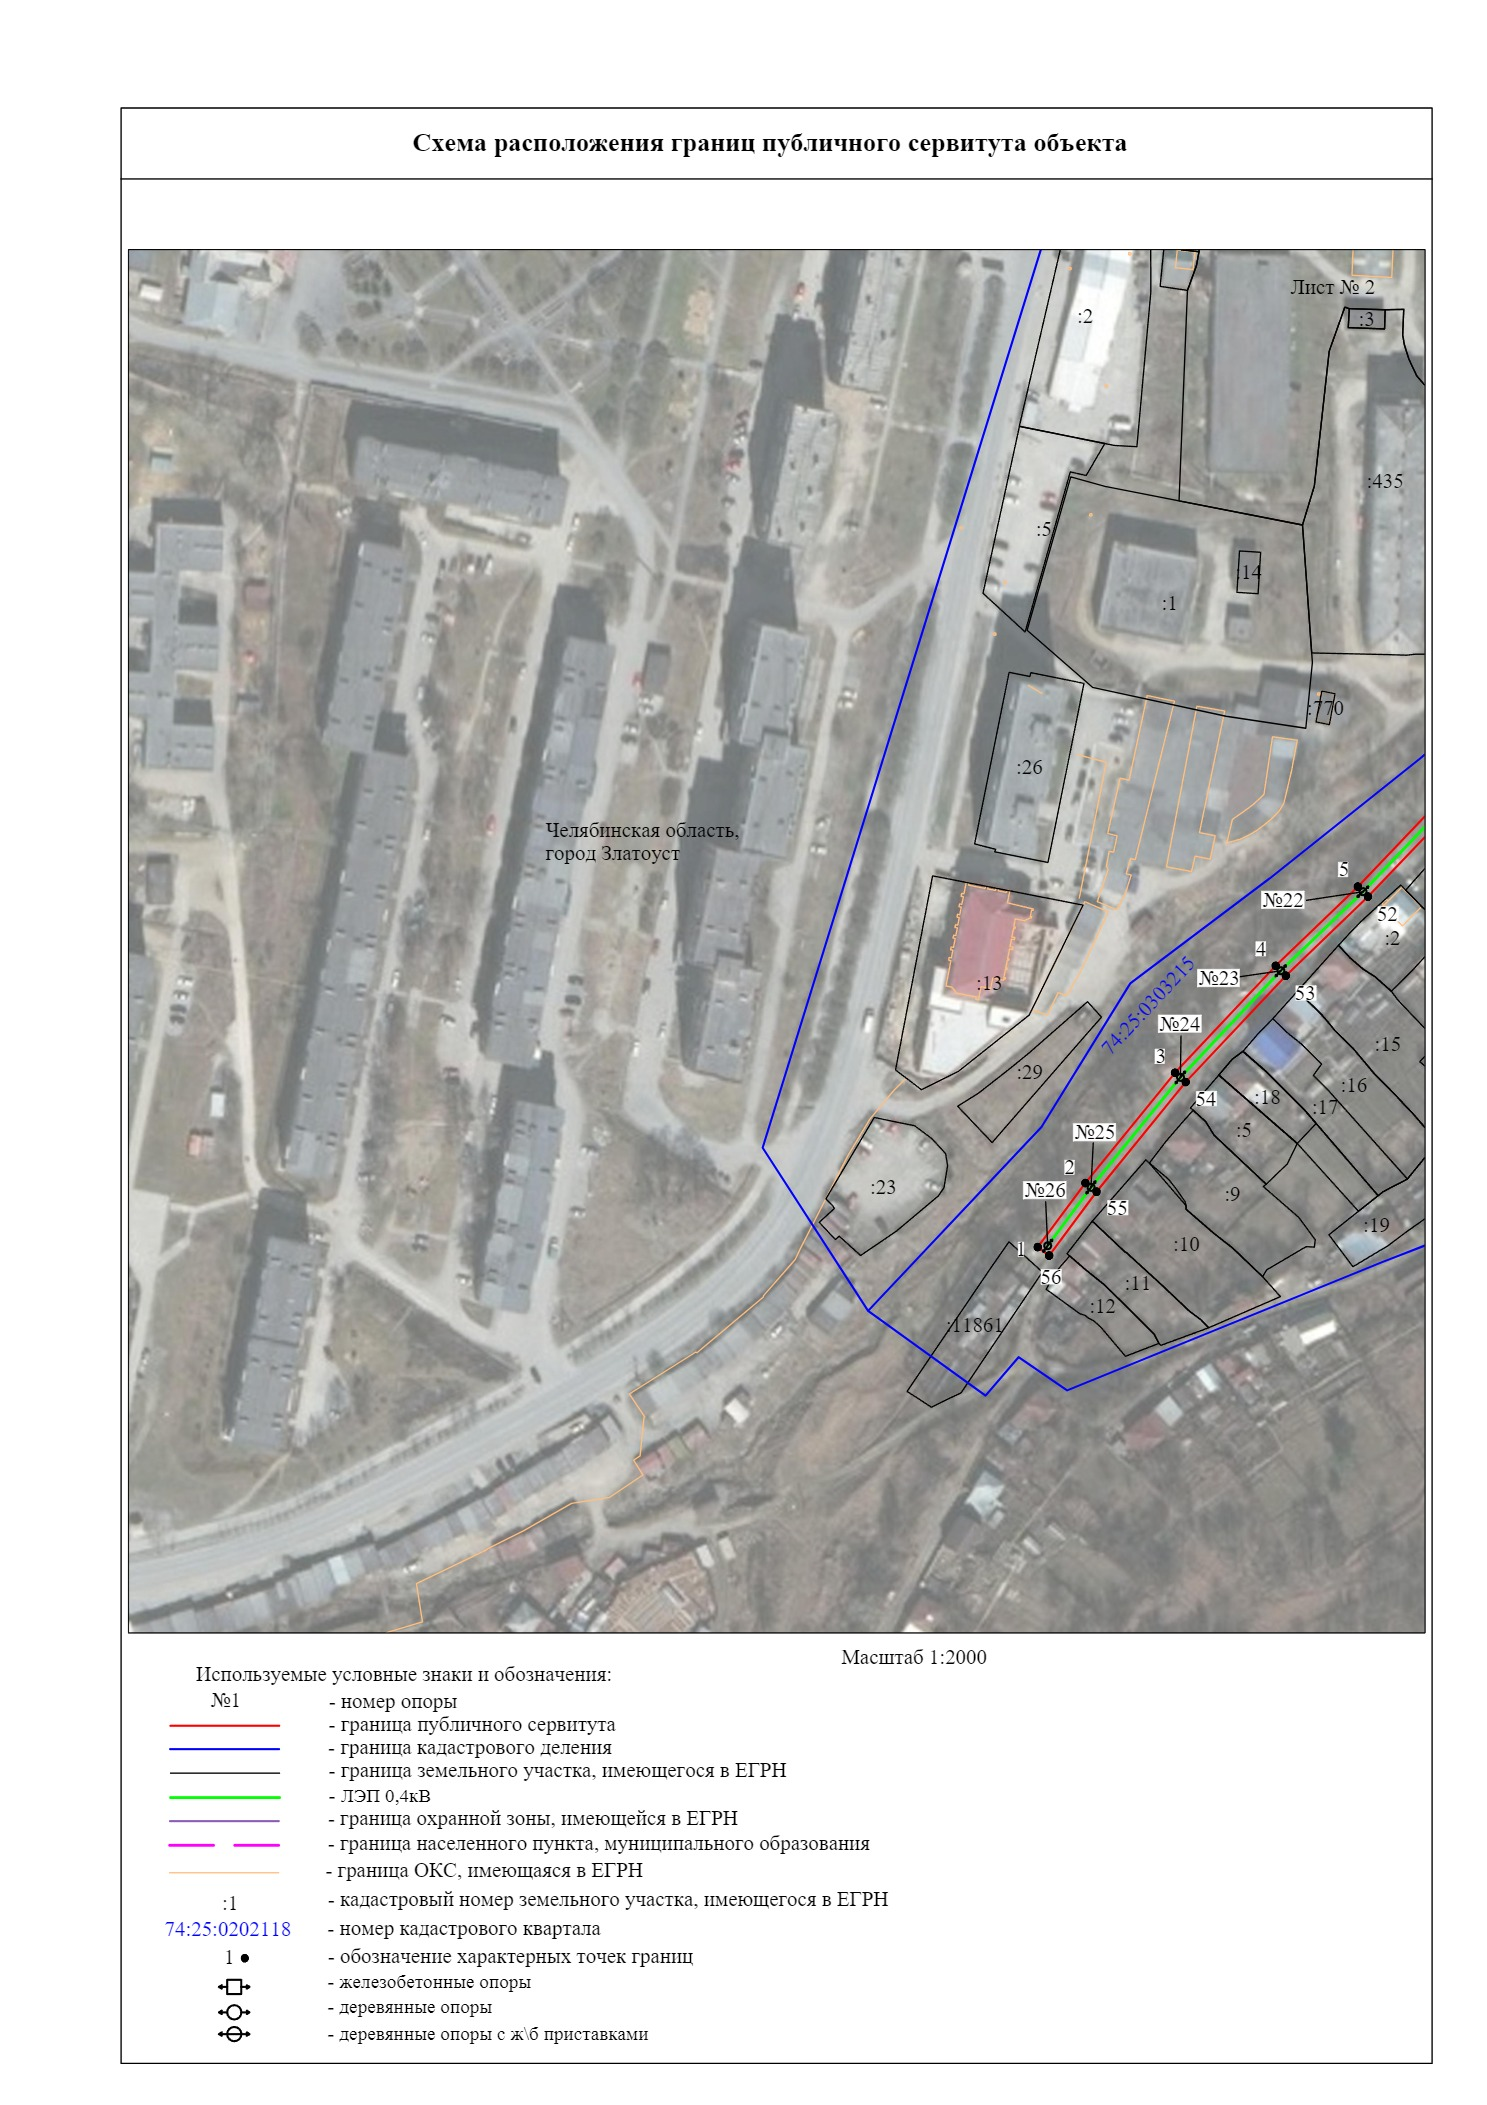 Схема расположения границ публичного сервитута объекта
Лист № 2
:2
:3
:435
:5
:14
:1
:770
:26
Челябинская область,
город Златоуст
5
№22
52
:2
4
№23
53
:13
74:25:0303215
№24
3
54
:29
:15
:16
:18
:17
:5
№25
2
55
№26
:23
:9
:19
:10
1
56
:11
:12
:11861
Масштаб 1:2000
Используемые условные знаки и обозначения:
№1 - номер опоры
- граница публичного сервитута
- граница кадастрового деления
- граница земельного участка, имеющегося в ЕГРН
- ЛЭП 0,4кВ
- граница охранной зоны, имеющейся в ЕГРН
- граница населенного пункта, муниципального образования
- граница ОКС, имеющаяся в ЕГРН
:1 - кадастровый номер земельного участка, имеющегося в ЕГРН
74:25:0202118 - номер кадастрового квартала
1 - обозначение характерных точек границ
- железобетонные опоры
- деревянные опоры
- деревянные опоры с ж\б приставками